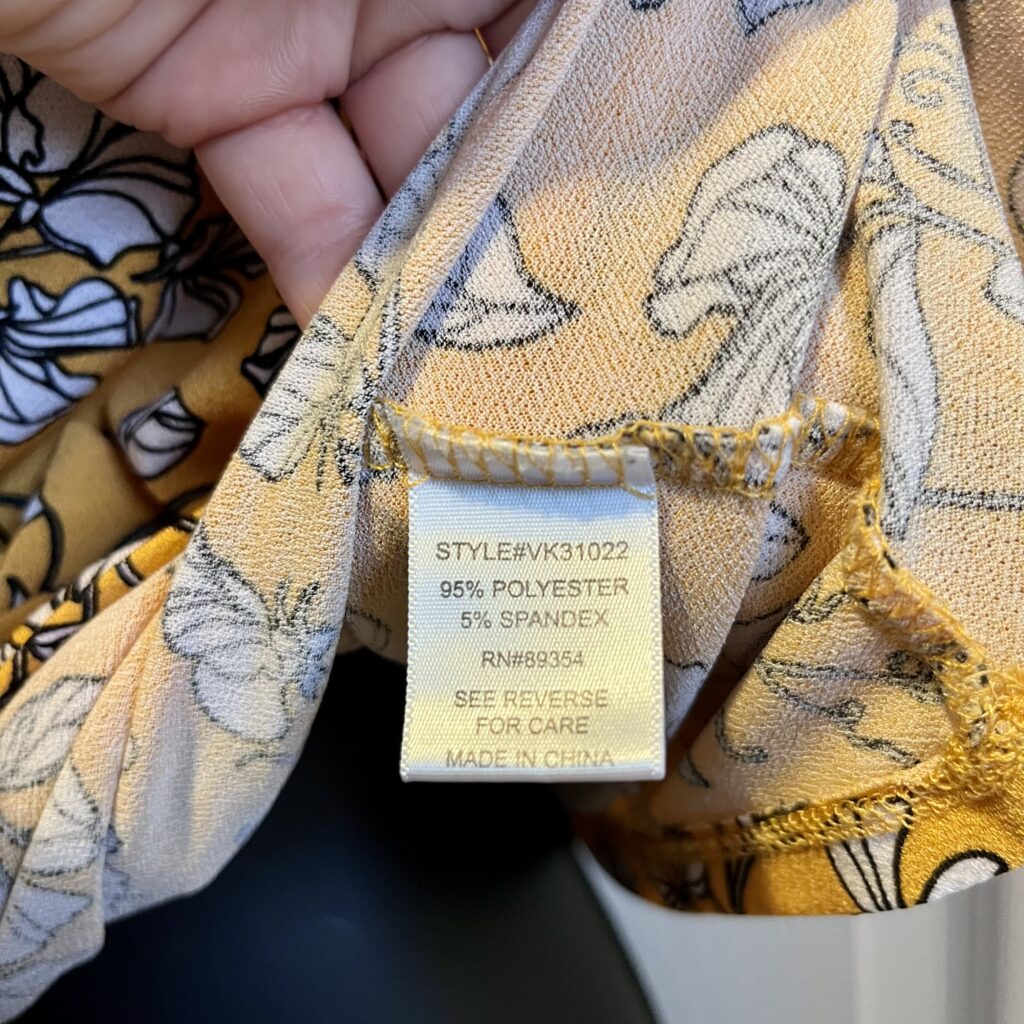 STYLE#VK31022
95% POLYESTER
5% SPANDEX
RN#89354
SEE REVERSE
FOR CARE
MADE IN CHINA